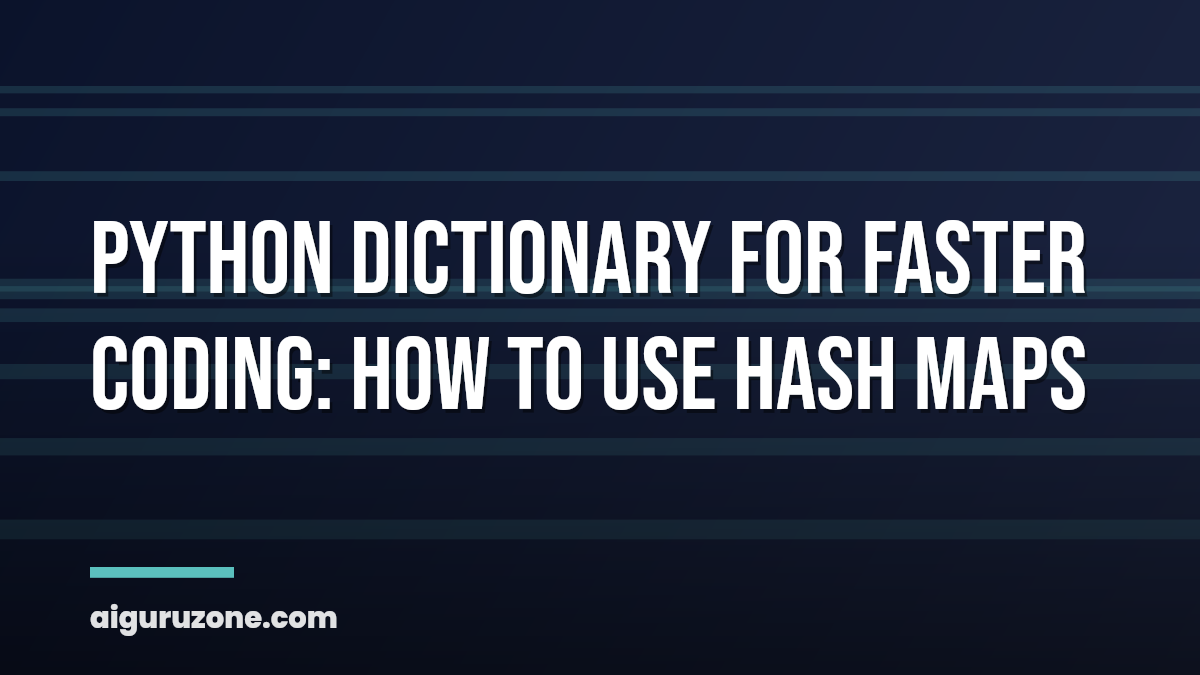 PYTHON DICTIONARY FOR FASTER
CODING: HOW TO USE HASH MAPS
aiguruzone.com